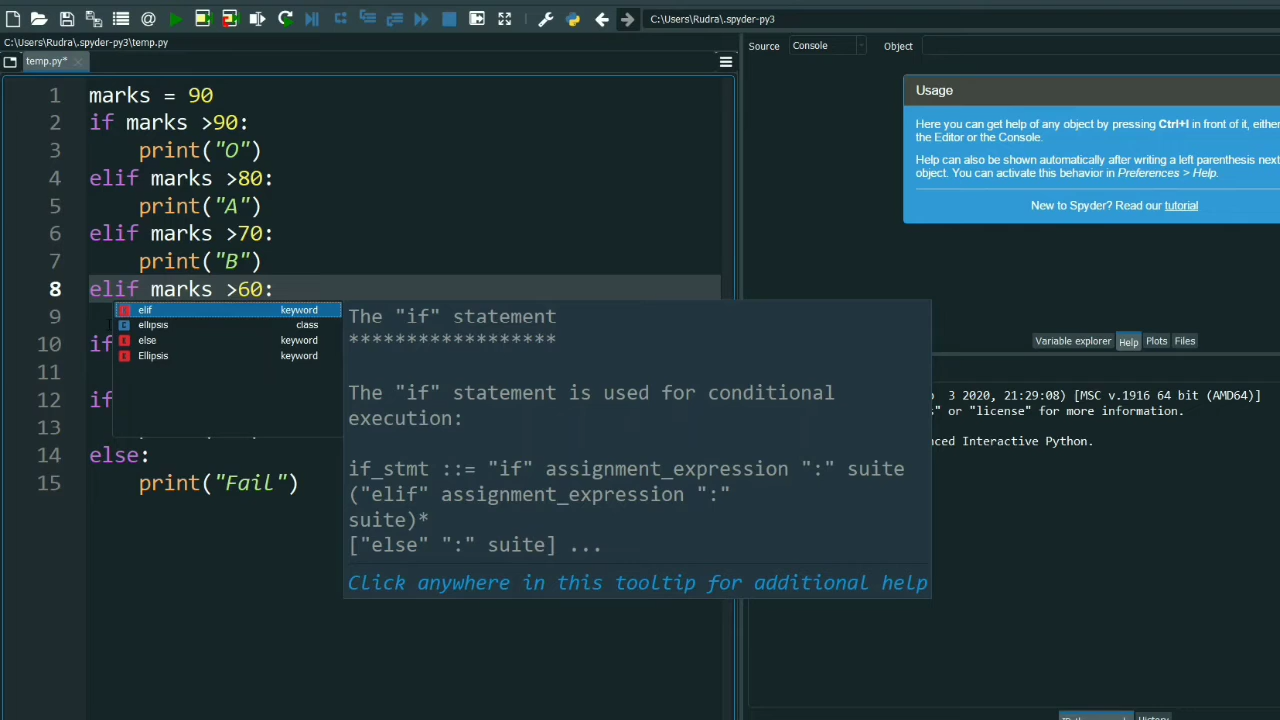 C:\Users\Rudra\.spyder-py3
C:\Users\Rudra\.spyder-py3\temp.py
temp.py*
Source Console Object
1 marks = 90
2 if marks >90:
3 print("O")
4 elif marks >80:
5 print("A")
6 elif marks >70:
7 print("B")
8 elif marks >60:
9
10 if
11
12 if
13
14 else:
15 print("Fail")
elif keyword
ellipsis class
else keyword
Ellipsis keyword
The "if" statement
******************
The "if" statement is used for conditional
execution:
if_stmt ::= "if" assignment_expression ":" suite
("elif" assignment_expression ":"
suite)*
["else" ":" suite] ...
Click anywhere in this tooltip for additional help
Usage
Here you can get help of any object by pressing Ctrl+I in front of it, either
the Editor or the Console.
Help can also be shown automatically after writing a left parenthesis next
object. You can activate this behavior in Preferences > Help.
New to Spyder? Read our tutorial
Variable explorer Help Plots Files
3 2020, 21:29:08) [MSC v.1916 64 bit (AMD64)]
" or "license" for more information.
nced Interactive Python.
History